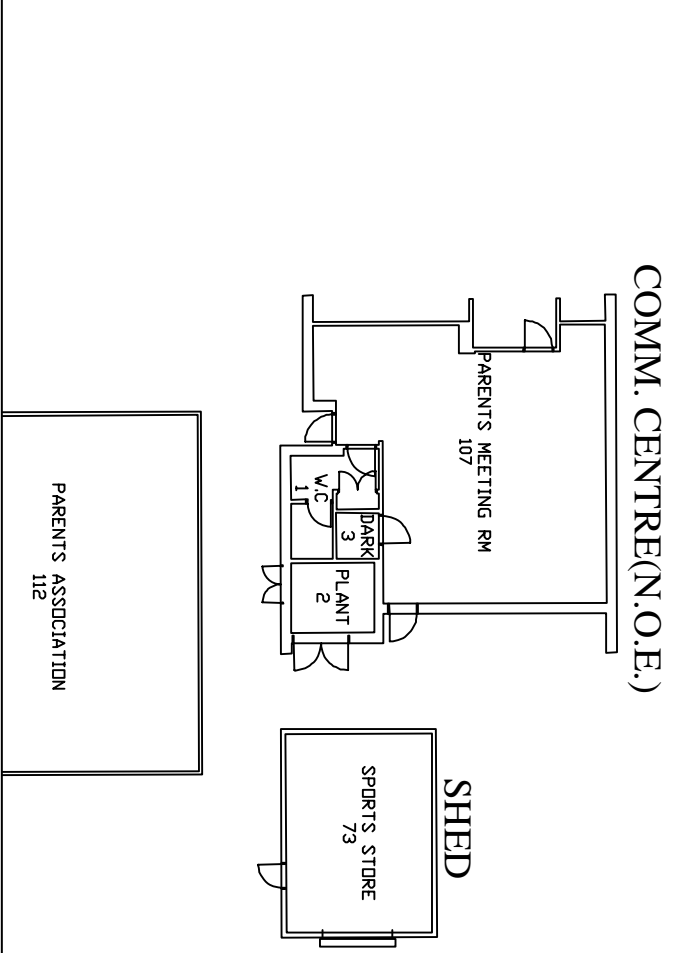 COMM. CENTRE(N.O.E.)
PARENTS MEETING RM
107
W.C
1
DARK
3
PLANT
2
SHED
SPORTS STORE
73
PARENTS ASSOCIATION
112